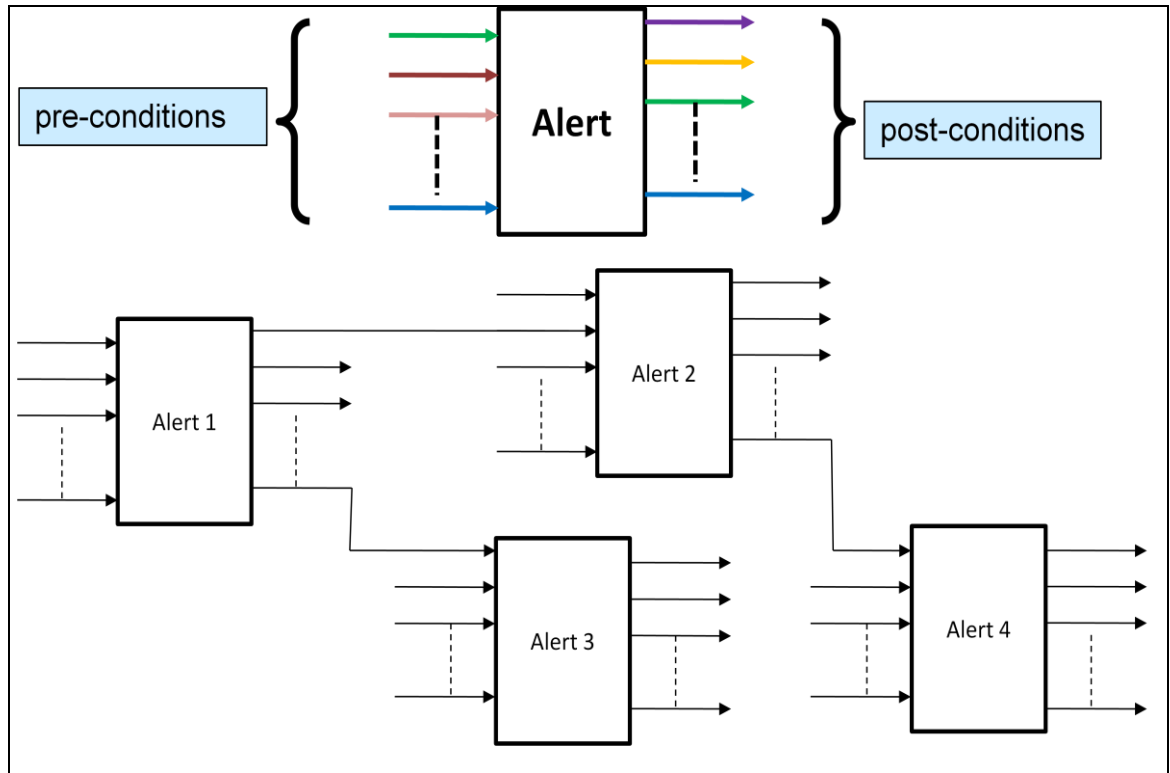 pre-conditions
Alert
post-conditions
Alert 1
Alert 2
Alert 3
Alert 4